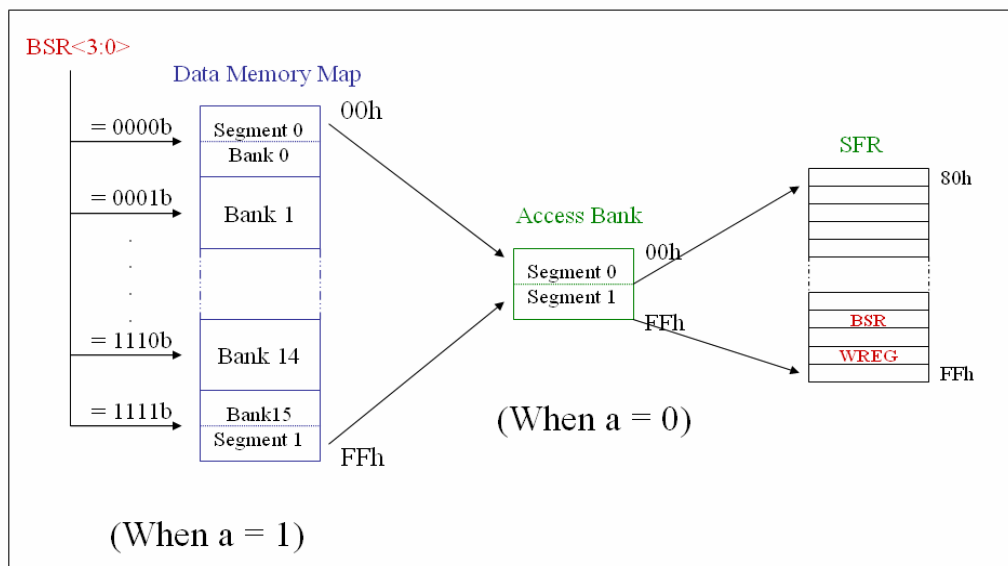 BSR<3:0>
Data Memory Map
= 0000b
Segment 0
Bank 0
00h
= 0001b
Bank 1
= 1110b
Bank 14
= 1111b
Bank15
Segment 1
FFh
(When a = 1)
Access Bank
00h
Segment 0
Segment 1
FFh
(When a = 0)
SFR
80h
BSR
WREG
FFh